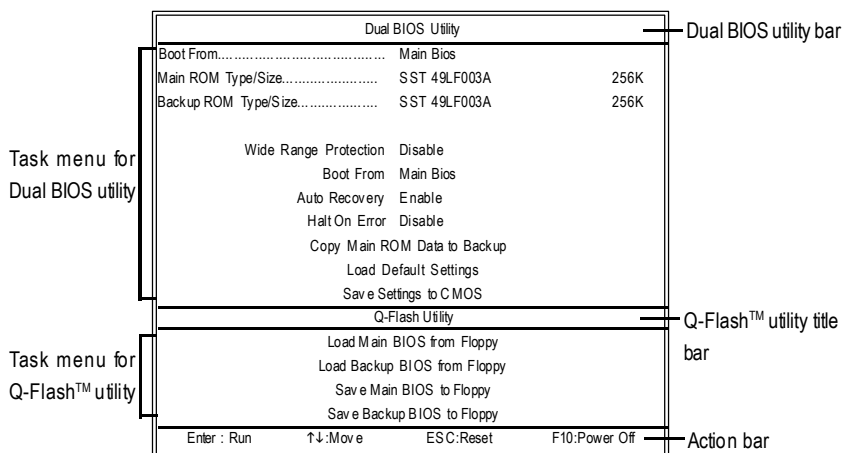 Dual BIOS Utility
Dual BIOS utility bar
Boot From...................................... Main Bios
Main ROM Type/Size...................... SST 49LF003A 256K
Backup ROM Type/Size.................. SST 49LF003A 256K
Task menu for
Dual BIOS utility
Wide Range Protection Disable
Boot From Main Bios
Auto Recovery Enable
Halt On Error Disable
Copy Main ROM Data to Backup
Load Default Settings
Save Settings to CMOS
Q-Flash Utility
Q-Flash™ utility title
bar
Task menu for
Q-Flash™ utility
Load Main BIOS from Floppy
Load Backup BIOS from Floppy
Save Main BIOS to Floppy
Save Backup BIOS to Floppy
Enter : Run ↑↓:Move ESC:Reset F10:Power Off
Action bar